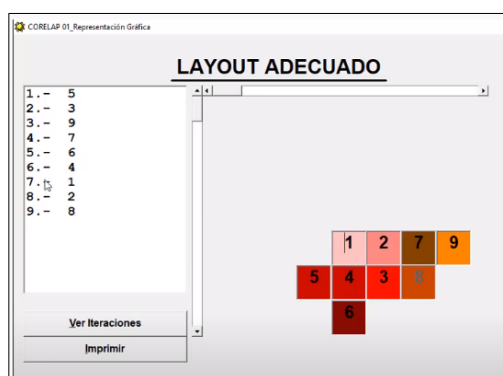 CORELAP 01_Representación Gráfica
LAYOUT ADECUADO
1.- 5
2.- 3
3.- 9
4.- 7
5.- 6
6.- 4
7.- 1
8.- 2
9.- 8
1 2 7 9
5 4 3 8
6
Ver Iteraciones
Imprimir